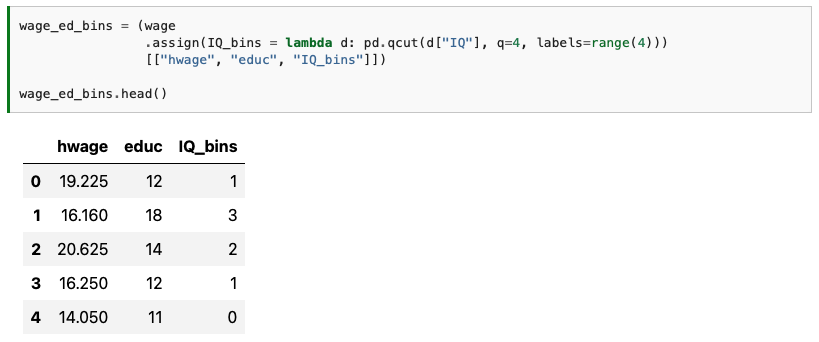 wage_ed_bins = (wage
                .assign(IQ_bins = lambda d: pd.qcut(d["IQ"], q=4, labels=range(4)))
                [["hwage", "educ", "IQ_bins"]])

wage_ed_bins.head()
hwage educ IQ_bins
0 19.225 12 1
1 16.160 18 3
2 20.625 14 2
3 16.250 12 1
4 14.050 11 0